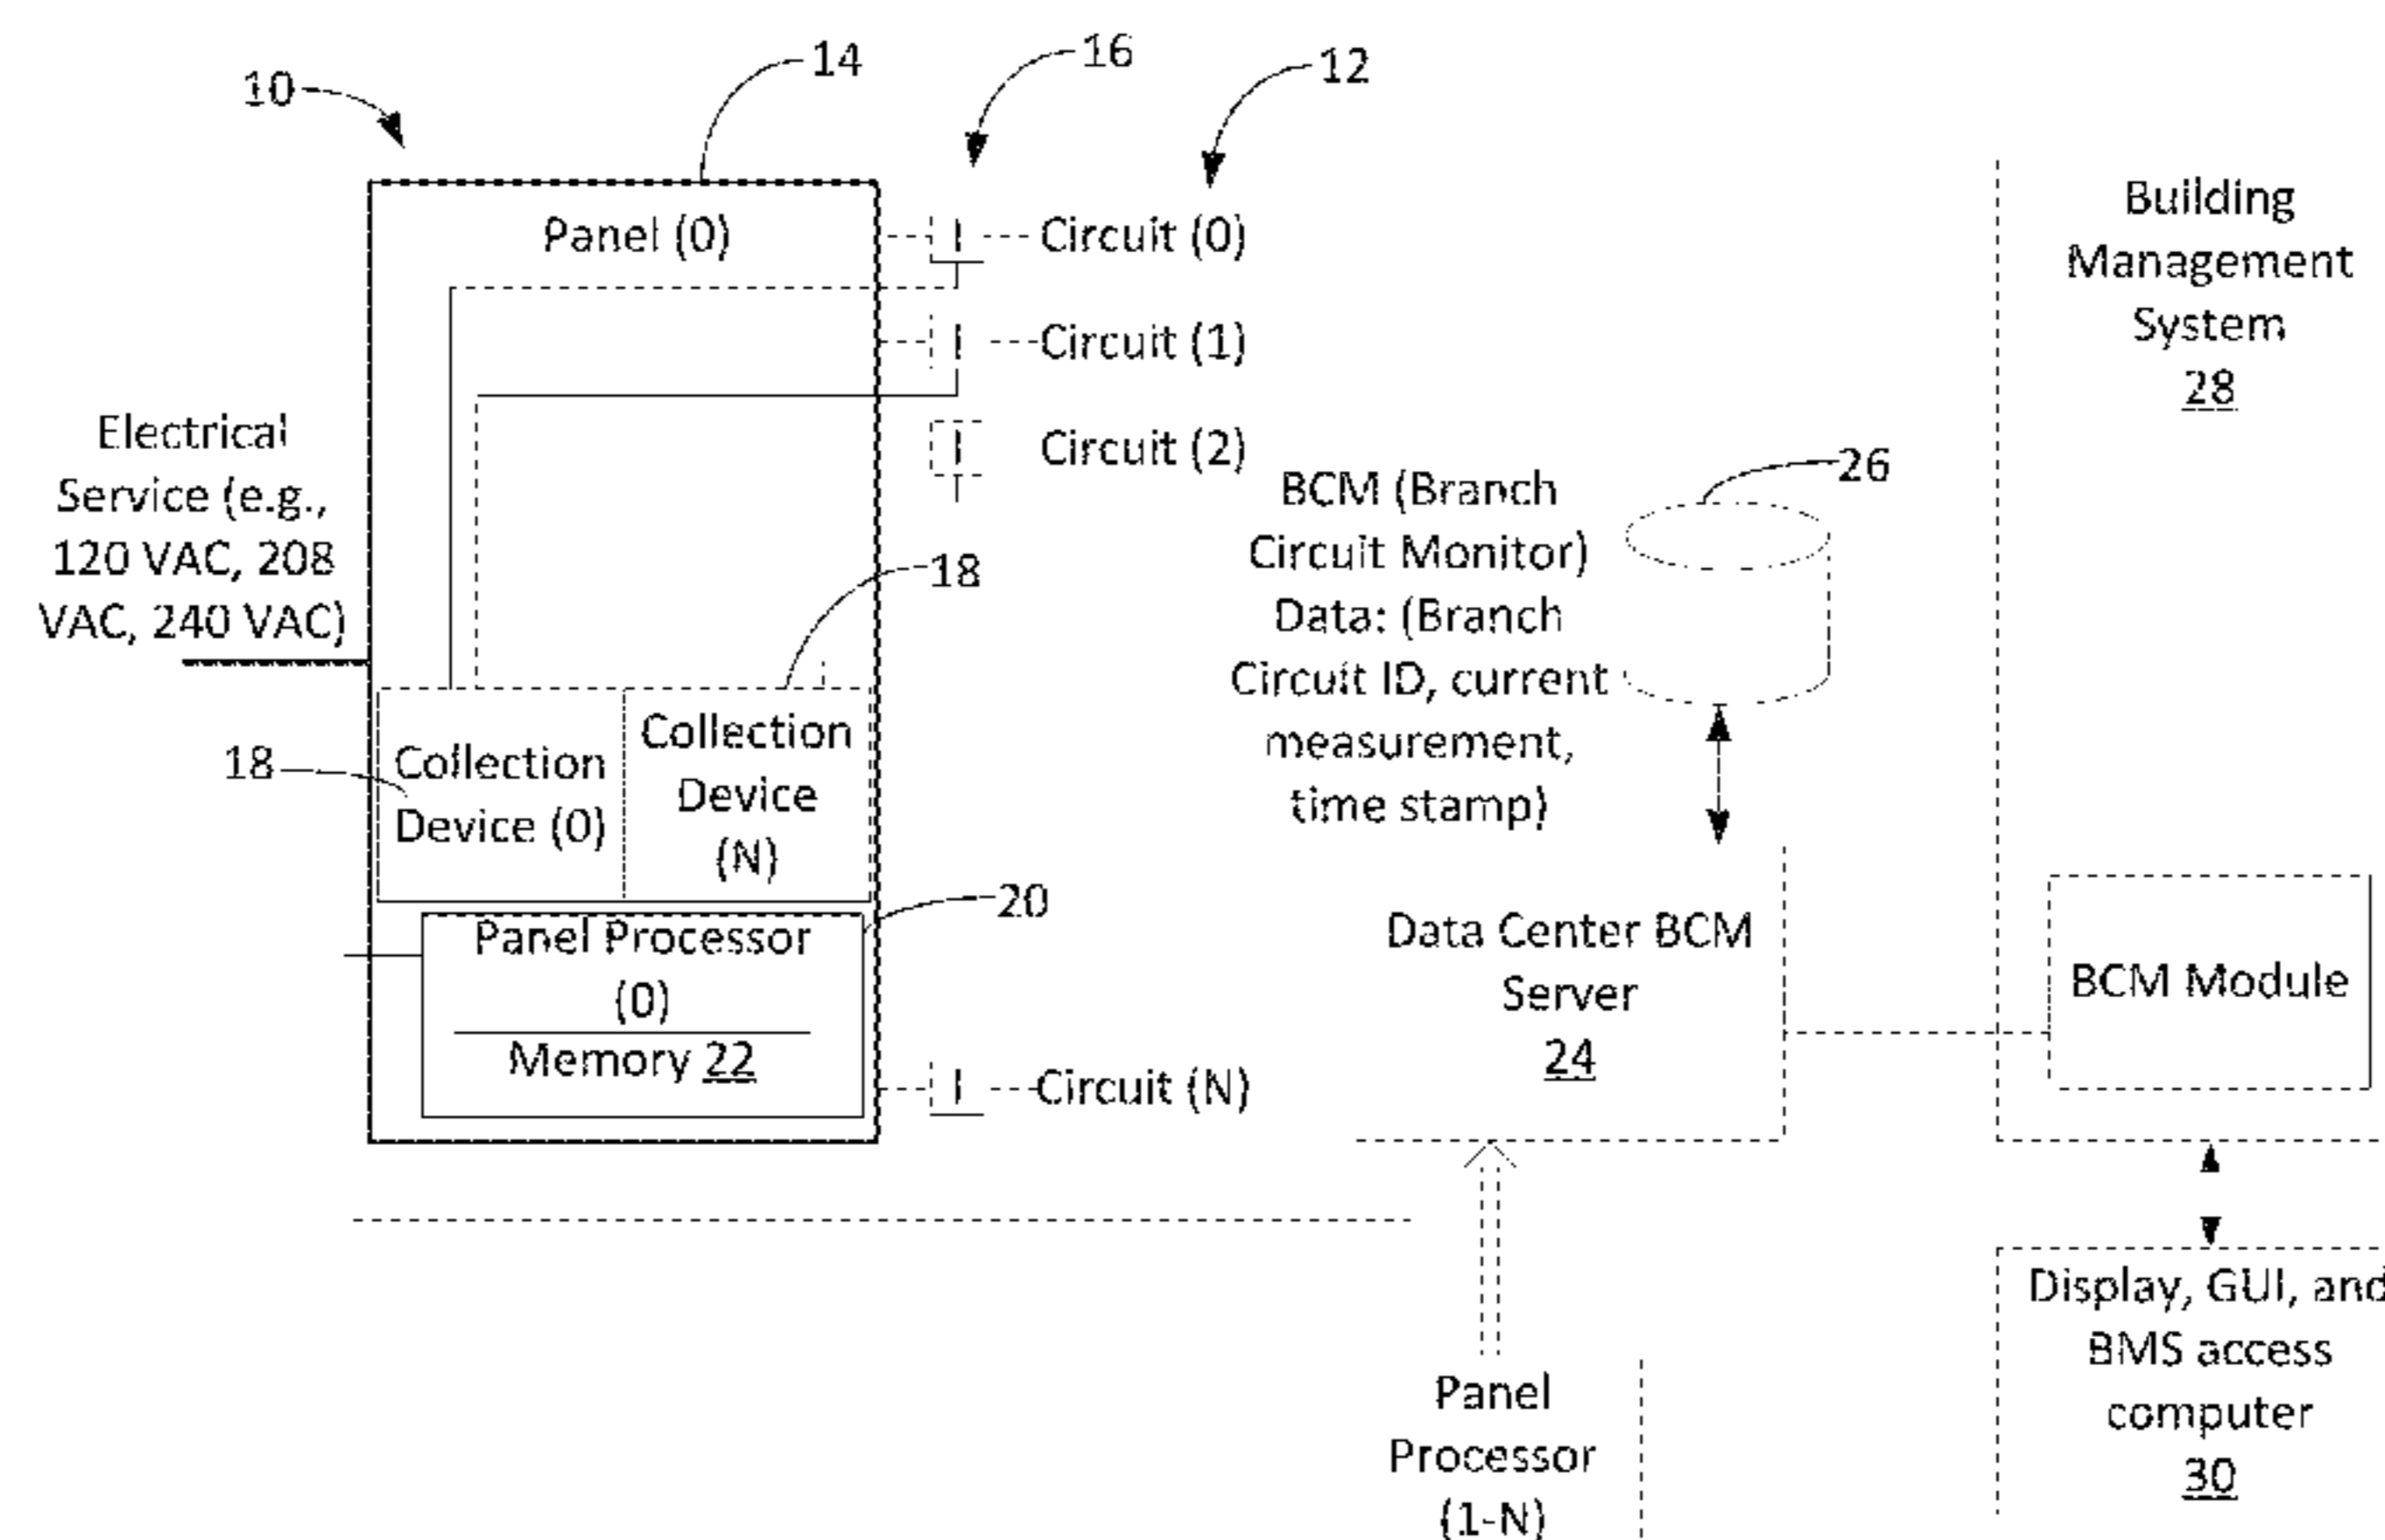 10
14
16
12
Panel (0)
Circuit (0)
Circuit (1)
Circuit (2)
Electrical
Service (e.g.,
120 VAC, 208
VAC, 240 VAC)
18
18
Collection
Device (0)
Collection
Device
(N)
20
Panel Processor
(0)
Memory 22
Circuit (N)
BCM (Branch
Circuit Monitor)
Data: (Branch
Circuit ID, current
measurement,
time stamp)
26
Data Center BCM
Server
24
Panel
Processor
(1-N)
Building
Management
System
28
BCM Module
Display, GUI, and
BMS access
computer
30